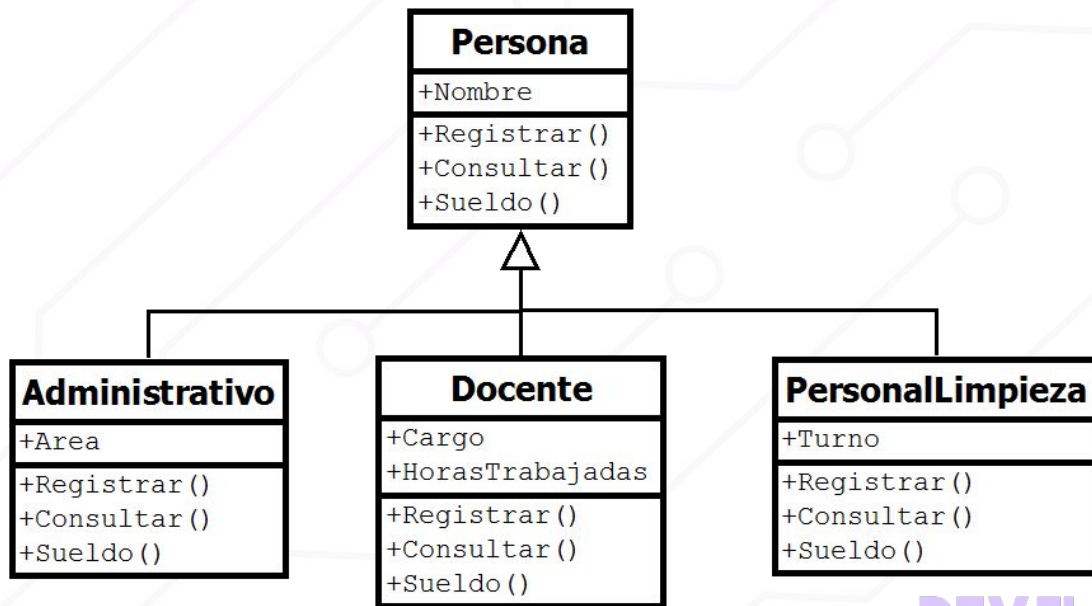 Persona
+Nombre
+Registrar()
+Consultar()
+Sueldo()
Administrativo
+Area
+Registrar()
+Consultar()
+Sueldo()
Docente
+Cargo
+HorasTrabajadas
+Registrar()
+Consultar()
+Sueldo()
PersonalLimpieza
+Turno
+Registrar()
+Consultar()
+Sueldo()